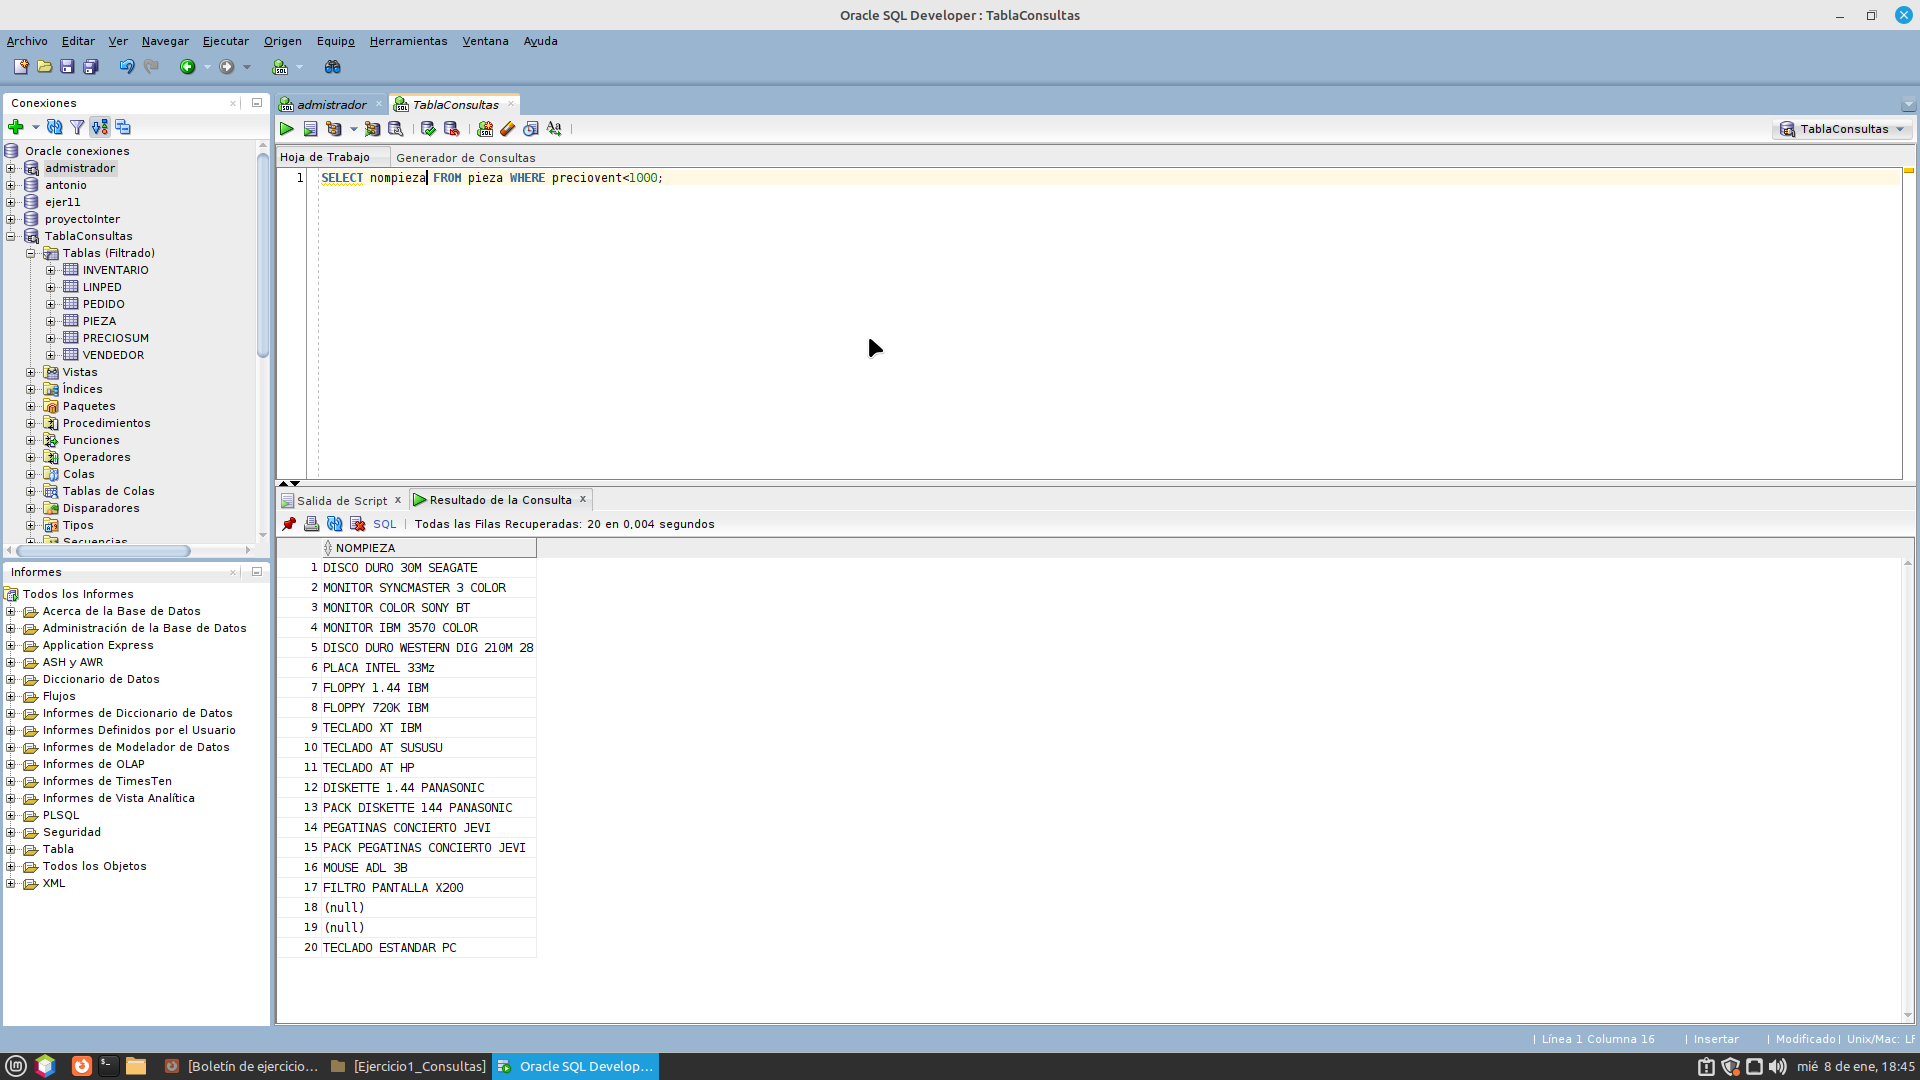 Oracle SQL Developer : TablaConsultas
Archivo Editar Ver Navegar Ejecutar Origen Equipo Herramientas Ventana Ayuda
Conexiones
Oracle conexiones
admistrador
antonio
ejer11
proyectoInter
TablaConsultas
Tablas (Filtrado)
INVENTARIO
LINPED
PEDIDO
PIEZA
PRECIOSUM
VENDEDOR
Vistas
Índices
Paquetes
Procedimientos
Funciones
Operadores
Colas
Tablas de Colas
Disparadores
Tipos
Secuencias
Informes
Todos los Informes
Acerca de la Base de Datos
Administración de la Base de Datos
Application Express
ASH y AWR
Diccionario de Datos
Flujos
Informes de Diccionario de Datos
Informes Definidos por el Usuario
Informes de Modelador de Datos
Informes de OLAP
Informes de TimesTen
Informes de Vista Analítica
PLSQL
Seguridad
Tabla
Todos los Objetos
XML
admistrador TablaConsultas
TablaConsultas
Hoja de Trabajo Generador de Consultas
1 SELECT nompieza FROM pieza WHERE preciovent<1000;
Salida de Script x Resultado de la Consulta x
SQL | Todas las Filas Recuperadas: 20 en 0,004 segundos
NOMPIEZA
1 DISCO DURO 30M SEAGATE
2 MONITOR SYNCMASTER 3 COLOR
3 MONITOR COLOR SONY BT
4 MONITOR IBM 3570 COLOR
5 DISCO DURO WESTERN DIG 210M 28
6 PLACA INTEL 33Mz
7 FLOPPY 1.44 IBM
8 FLOPPY 720K IBM
9 TECLADO XT IBM
10 TECLADO AT SUSUSU
11 TECLADO AT HP
12 DISKETTE 1.44 PANASONIC
13 PACK DISKETTE 144 PANASONIC
14 PEGATINAS CONCIERTO JEVI
15 PACK PEGATINAS CONCIERTO JEVI
16 MOUSE ADL 3B
17 FILTRO PANTALLA X200
18 (null)
19 (null)
20 TECLADO ESTANDAR PC
| Línea 1 Columna 16 | Insertar | Modificado | Unix/Mac: LF
[Boletín de ejercicio... [Ejercicio1_Consultas] Oracle SQL Develop... mié 8 de ene, 18:45